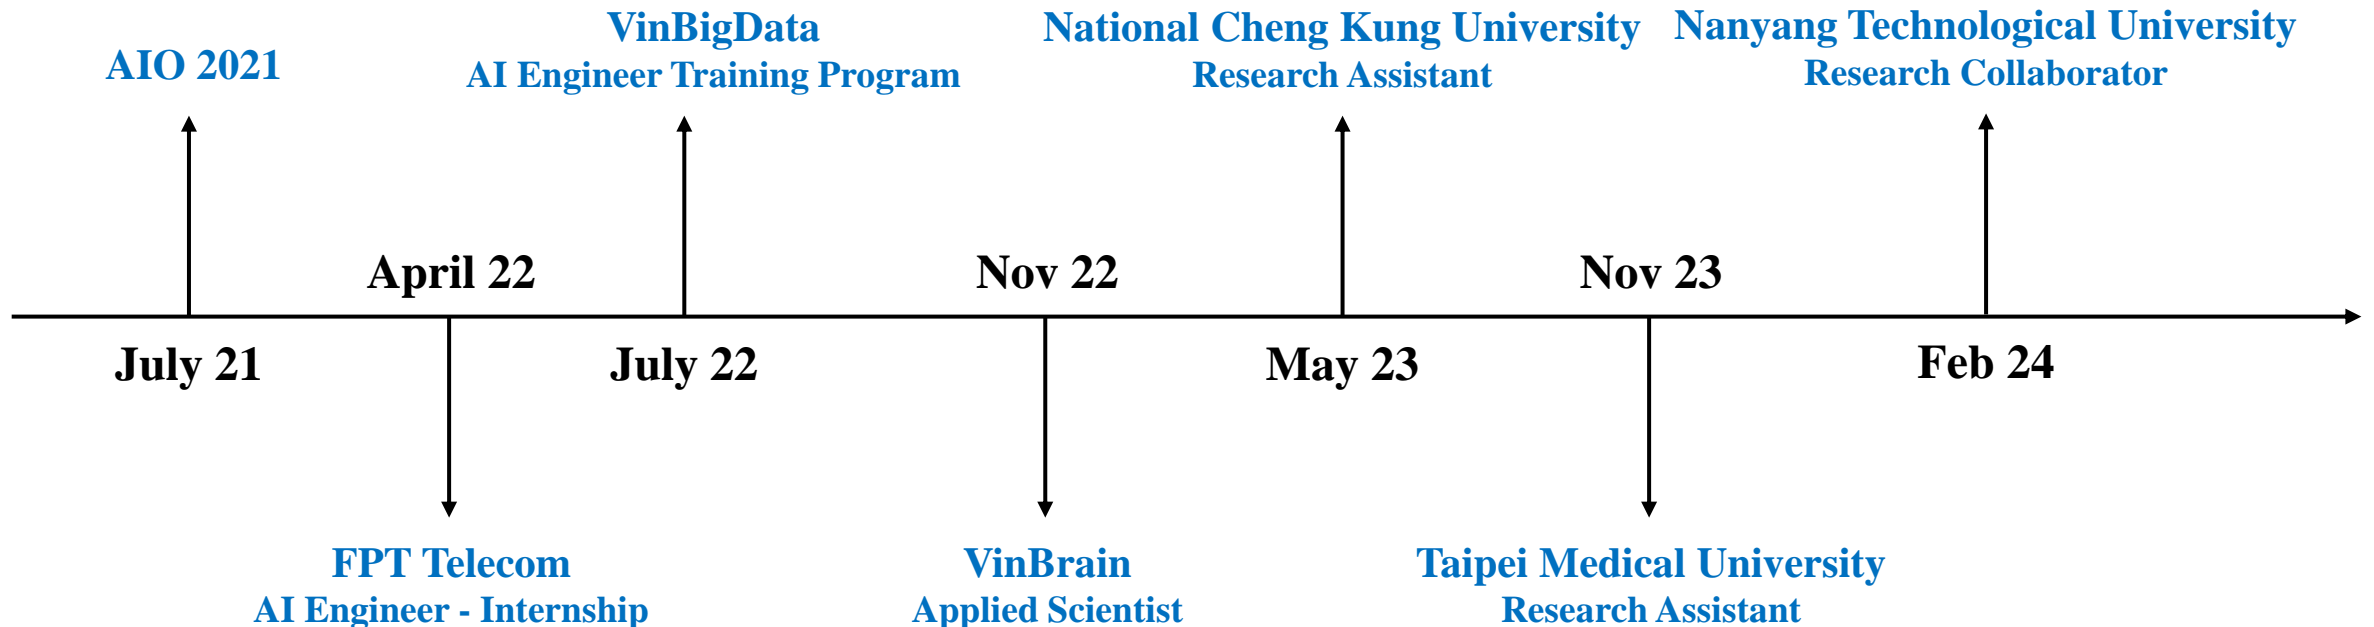 VinBigData
National Cheng Kung University
Nanyang Technological University
AIO 2021
AI Engineer Training Program
Research Assistant
Research Collaborator
April 22
Nov 22
Nov 23
July 21
July 22
May 23
Feb 24
FPT Telecom
VinBrain
Taipei Medical University
AI Engineer - Internship
Applied Scientist
Research Assistant